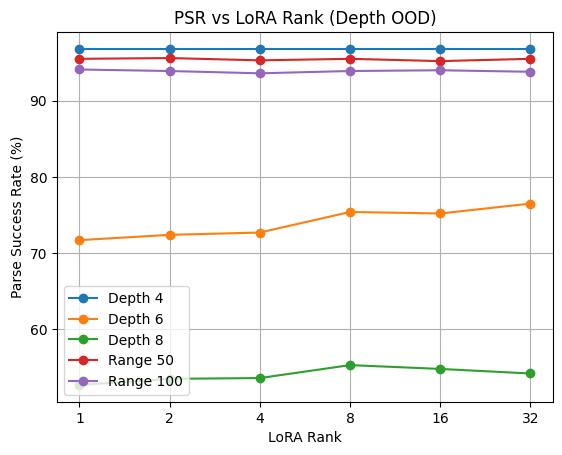 PSR vs LoRA Rank (Depth OOD)
Parse Success Rate (%)
90
80
70
60
Depth 4
Depth 6
Depth 8
Range 50
Range 100
1 2 4 8 16 32
LoRA Rank